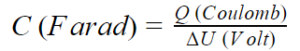 C (Farad) = Q (Coulomb) / ΔU (Volt)